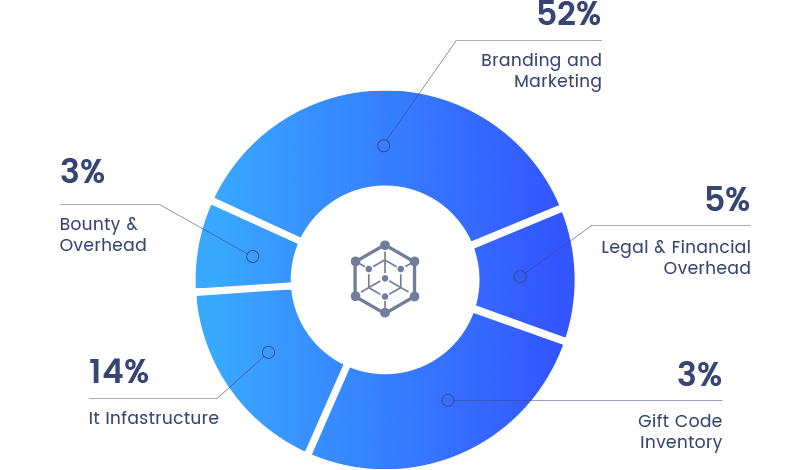 52%
Branding and
Marketing
3%
Bounty &
Overhead
5%
Legal & Financial
Overhead
14%
It Infastructure
3%
Gift Code
Inventory